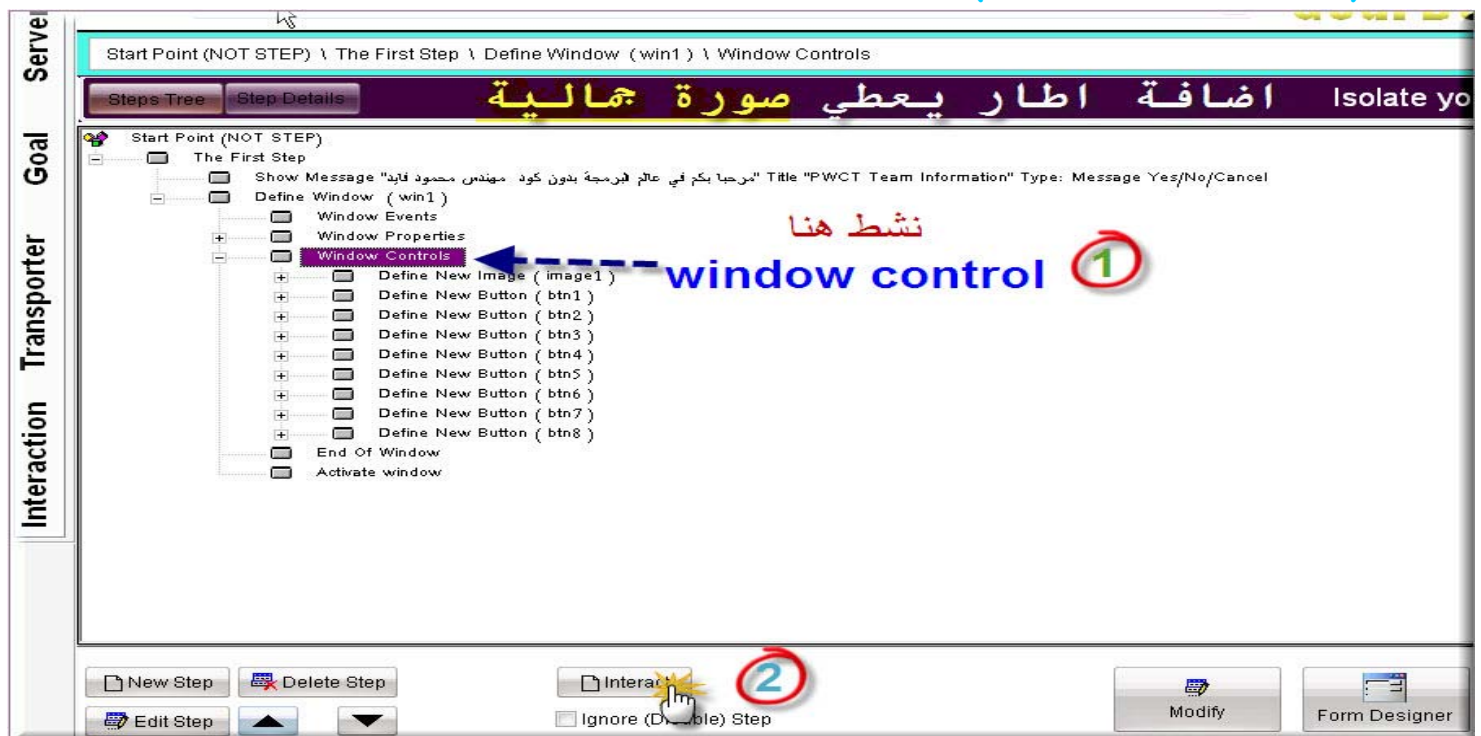 Server
Goal
Transporter
Interaction
Start Point (NOT STEP) \ The First Step \ Define Window ( win1 ) \ Window Controls
Steps Tree Step Details اضافة اطار يعطي صورة جمالية Isolate yo
Start Point (NOT STEP)
The First Step
Show Message "مرحبا بكم في عالم البرمجة بدون كود مهندس محمود فايد" Title "PWCT Team Information" Type: Message Yes/No/Cancel
Define Window ( win1 )
Window Events
Window Properties
Window Controls
Define New Image ( image1 )
Define New Button ( btn1 )
Define New Button ( btn2 )
Define New Button ( btn3 )
Define New Button ( btn4 )
Define New Button ( btn5 )
Define New Button ( btn6 )
Define New Button ( btn7 )
Define New Button ( btn8 )
End Of Window
Activate window
نشط هنا
window control 1
New Step Delete Step Interact 2
Edit Step Ignore (Disable) Step Modify Form Designer